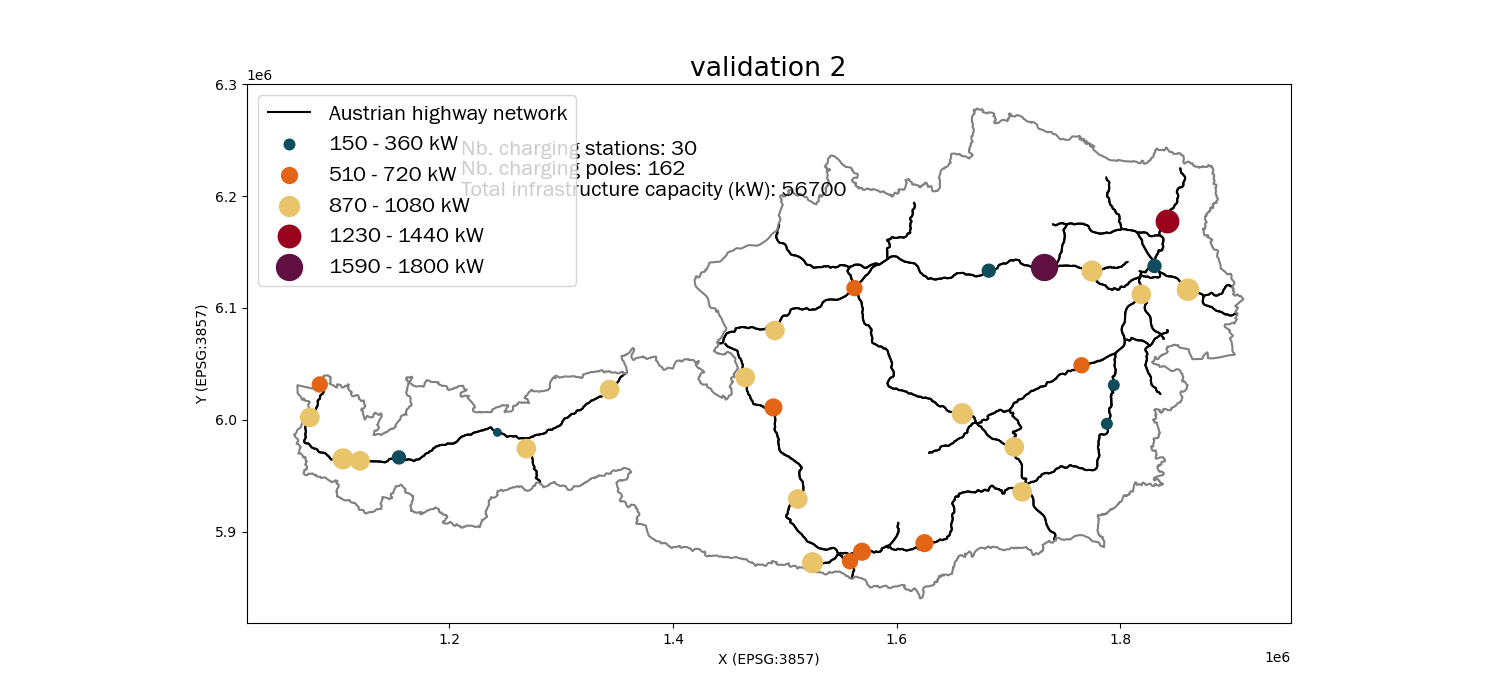 validation 2
1e6
6.3
6.2
6.1
6.0
5.9
Y (EPSG:3857)
Austrian highway network
150 - 360 kW
510 - 720 kW
870 - 1080 kW
1230 - 1440 kW
1590 - 1800 kW
Nb. charging stations: 30
Nb. charging poles: 162
Total infrastructure capacity (kW): 56700
1.2
1.4
1.6
1.8
X (EPSG:3857)
1e6